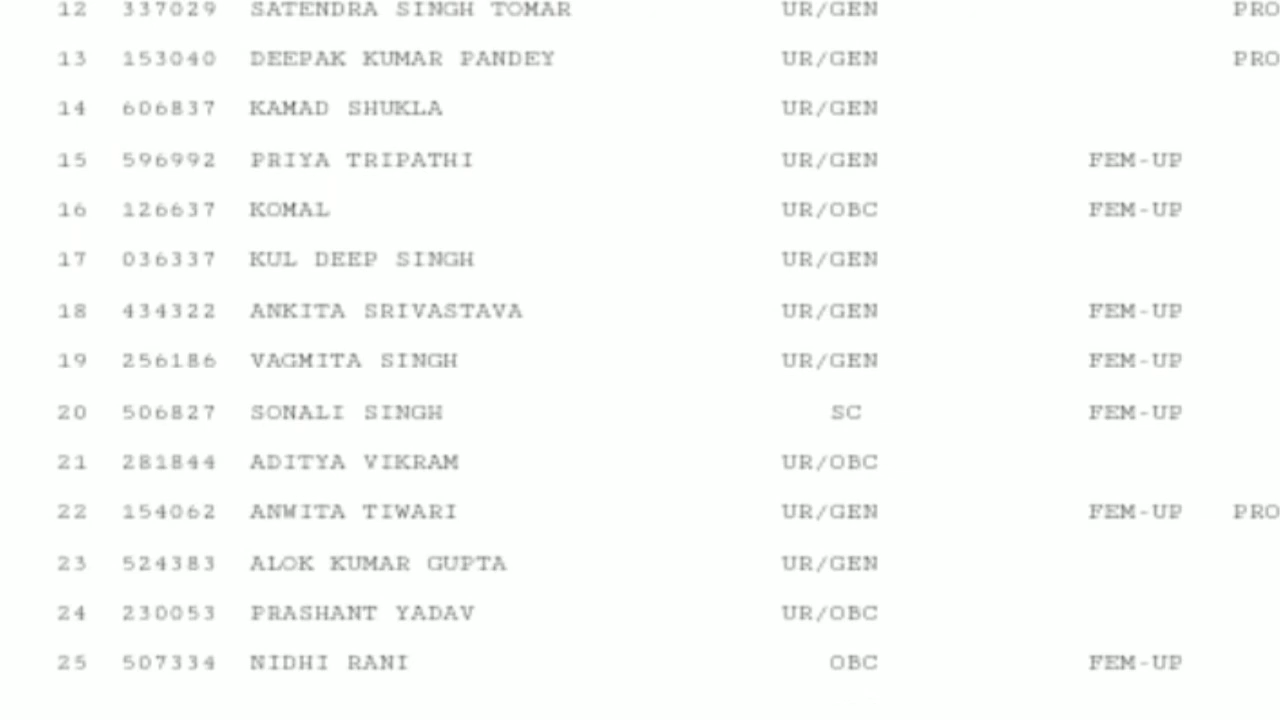 12 337029 SATENDRA SINGH TOMAR UR/GEN PRO
13 153040 DEEPAK KUMAR PANDEY UR/GEN PRO
14 606837 KAMAD SHUKLA UR/GEN
15 596992 PRIYA TRIPATHI UR/GEN FEM-UP
16 126637 KOMAL UR/OBC FEM-UP
17 036337 KUL DEEP SINGH UR/GEN
18 434322 ANKITA SRIVASTAVA UR/GEN FEM-UP
19 256186 VAGMITA SINGH UR/GEN FEM-UP
20 506827 SONALI SINGH SC FEM-UP
21 281844 ADITYA VIKRAM UR/OBC
22 154062 ANWITA TIWARI UR/GEN FEM-UP PRO
23 524383 ALOK KUMAR GUPTA UR/GEN
24 230053 PRASHANT YADAV UR/OBC
25 507334 NIDHI RANI OBC FEM-UP